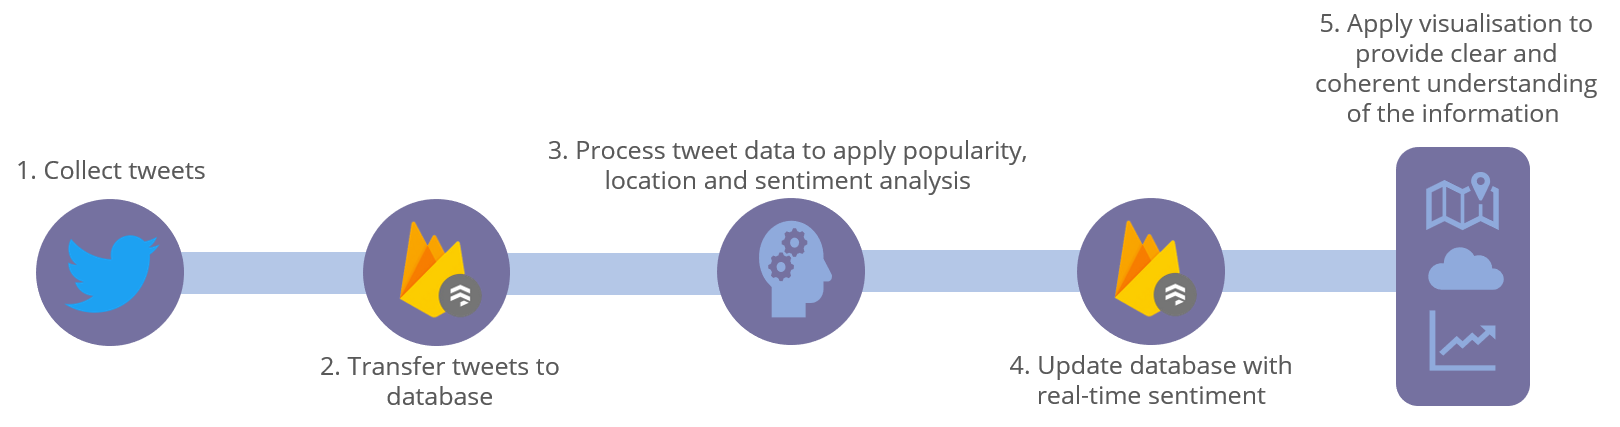 1. Collect tweets
2. Transfer tweets to
database
3. Process tweet data to apply popularity,
location and sentiment analysis
4. Update database with
real-time sentiment
5. Apply visualisation to
provide clear and
coherent understanding
of the information